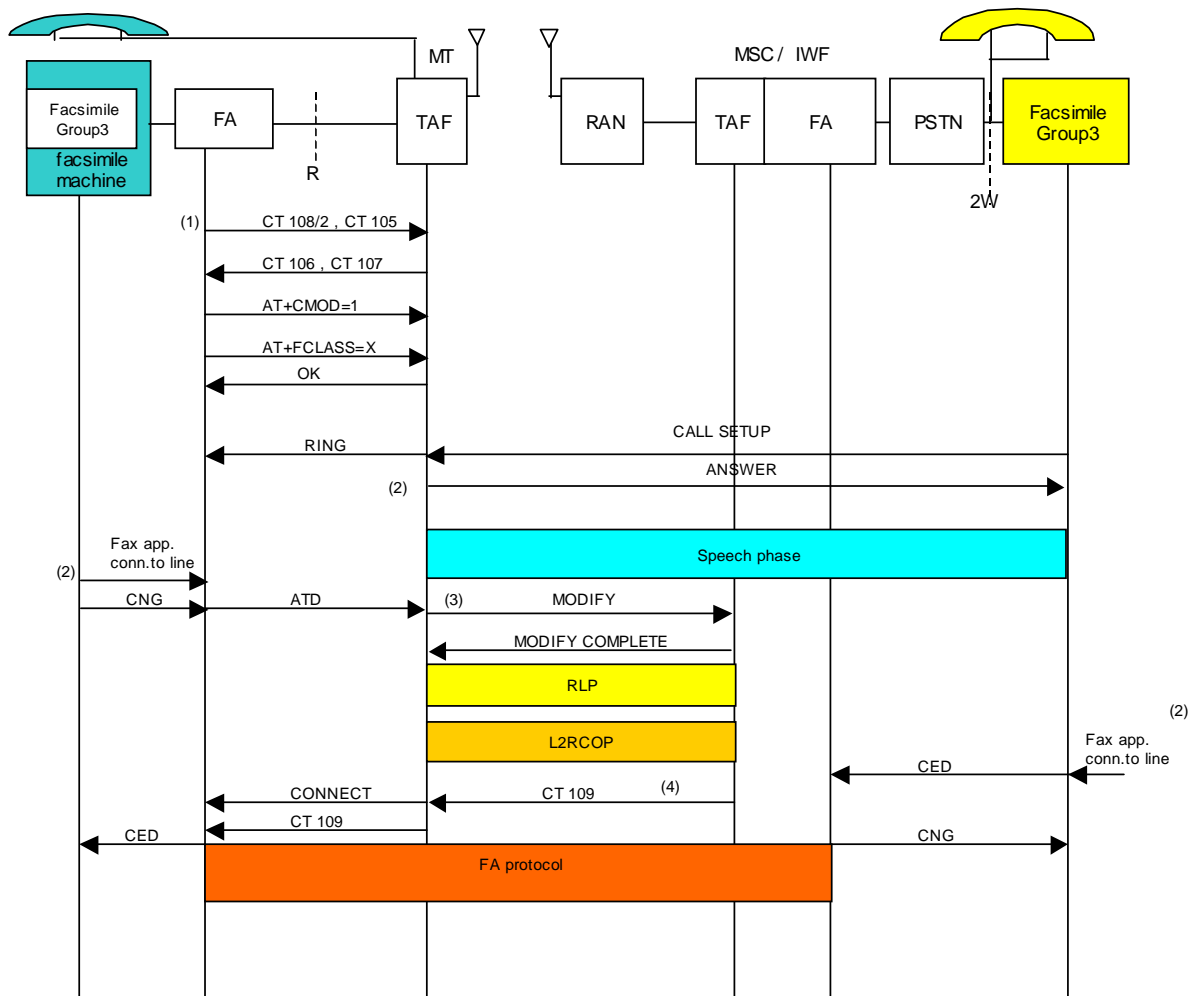 MT
MSC / IWF
Facsimile
Group3
facsimile
machine
FA
R
TAF
RAN
TAF
FA
PSTN
2W
Facsimile
Group3
(1)
CT 108/2 , CT 105
CT 106 , CT 107
AT+CMOD=1
AT+FCLASS=X
OK
RING
CALL SETUP
(2)
ANSWER
Speech phase
(2)
Fax app.
conn.to line
CNG
ATD
(3)
MODIFY
MODIFY COMPLETE
RLP
L2RCOP
(2)
Fax app.
conn.to line
CED
CONNECT
CT 109
(4)
CT 109
CED
CNG
FA protocol